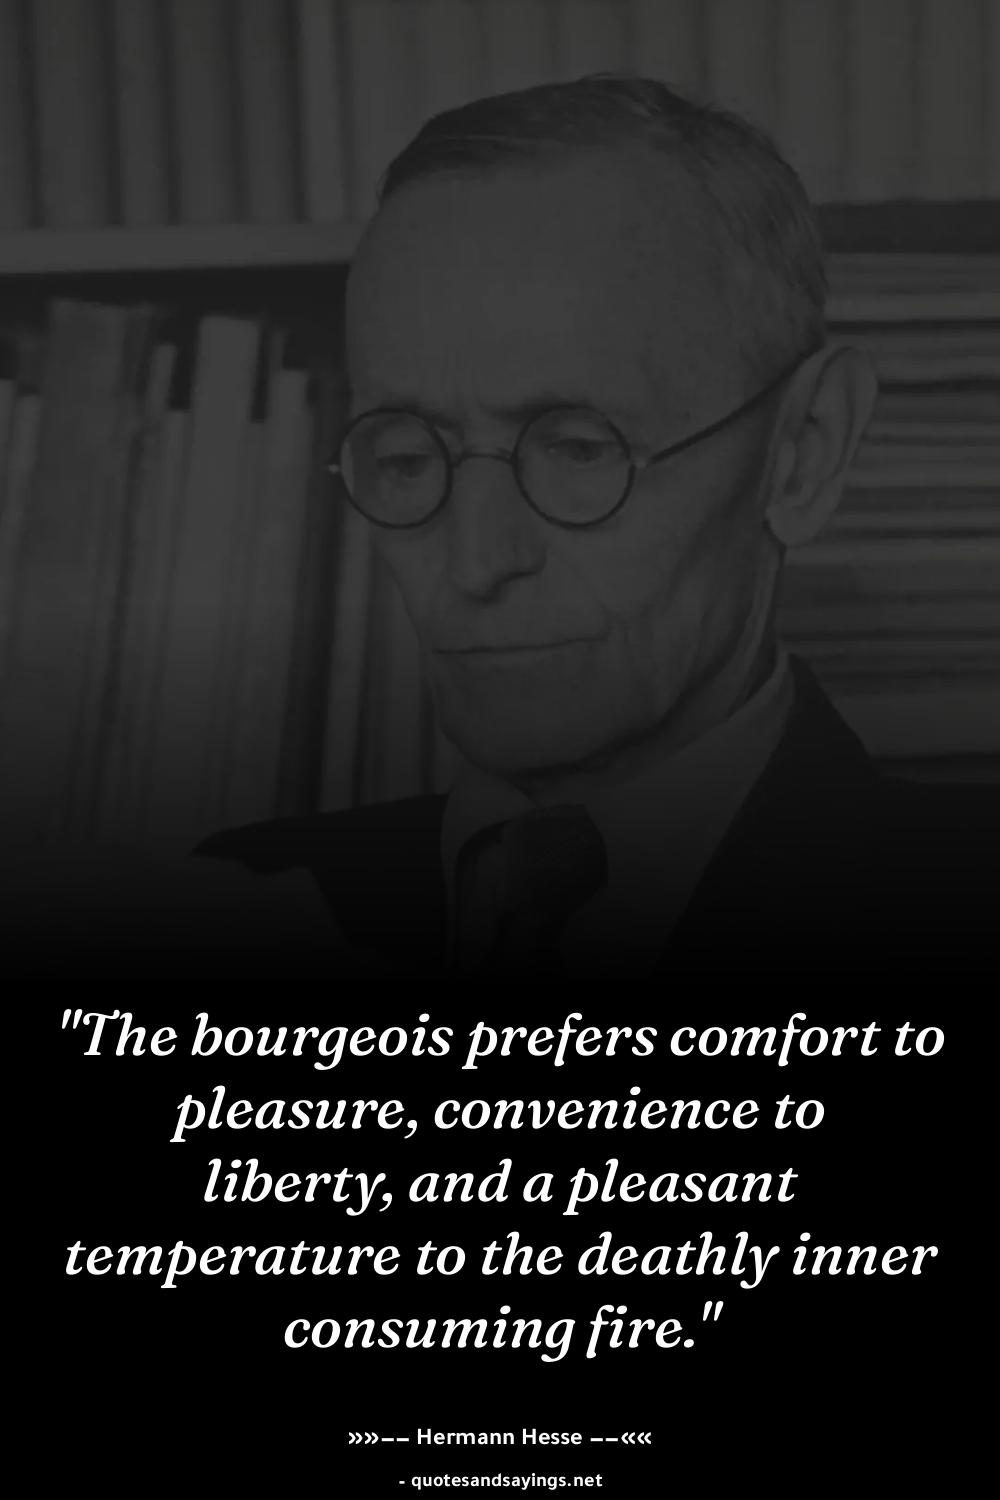 "The bourgeois prefers comfort to
pleasure, convenience to
liberty, and a pleasant
temperature to the deathly inner
consuming fire."
»»–– Hermann Hesse ––««
- quotesandsayings.net